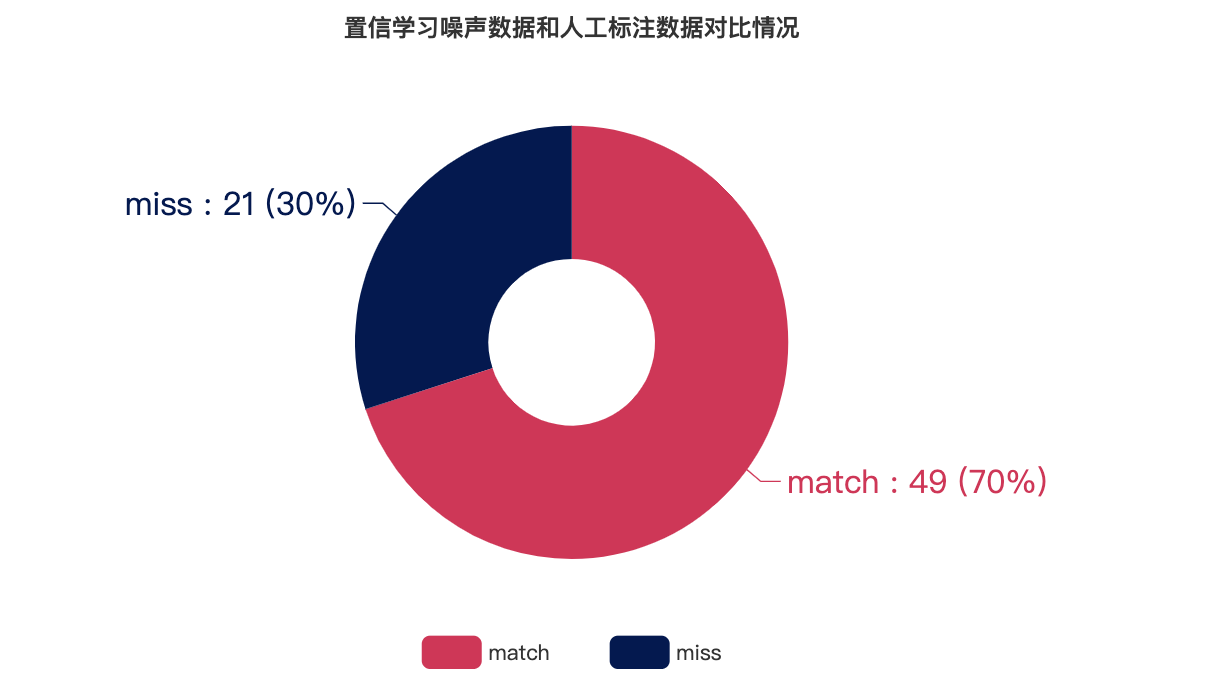 置信学习噪声数据和人工标注数据对比情况
miss : 21 (30%)
match : 49 (70%)
match
miss